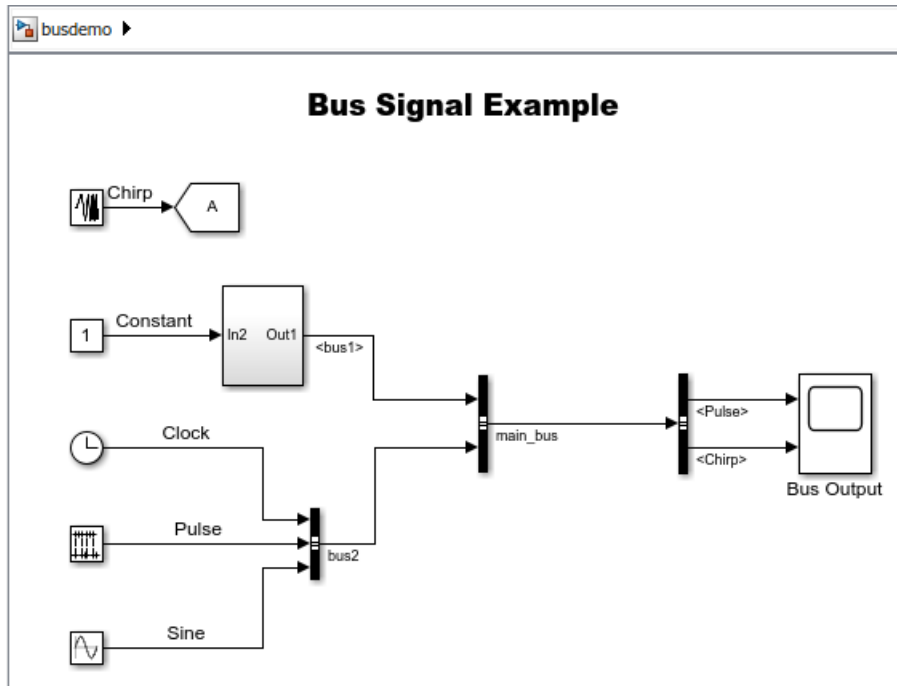 busdemo
Bus Signal Example
Chirp
A
Constant
1
In2
Out1
<bus1>
Clock
main_bus
<Pulse>
<Chirp>
Bus Output
Pulse
bus2
Sine